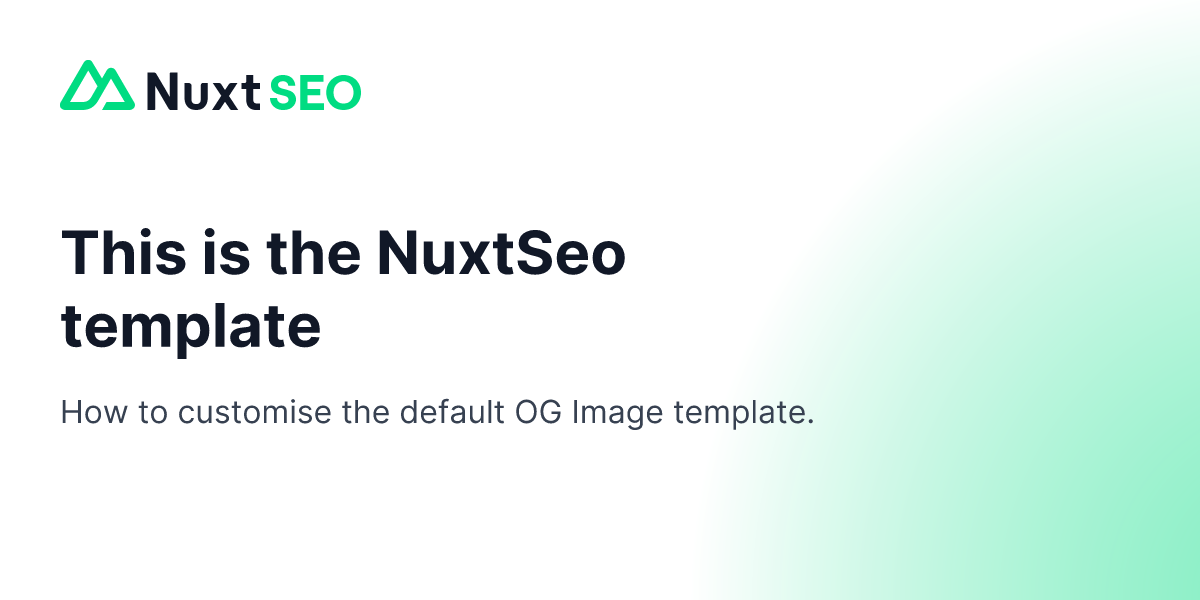 Nuxt SEO
This is the NuxtSeo
template
How to customise the default OG Image template.